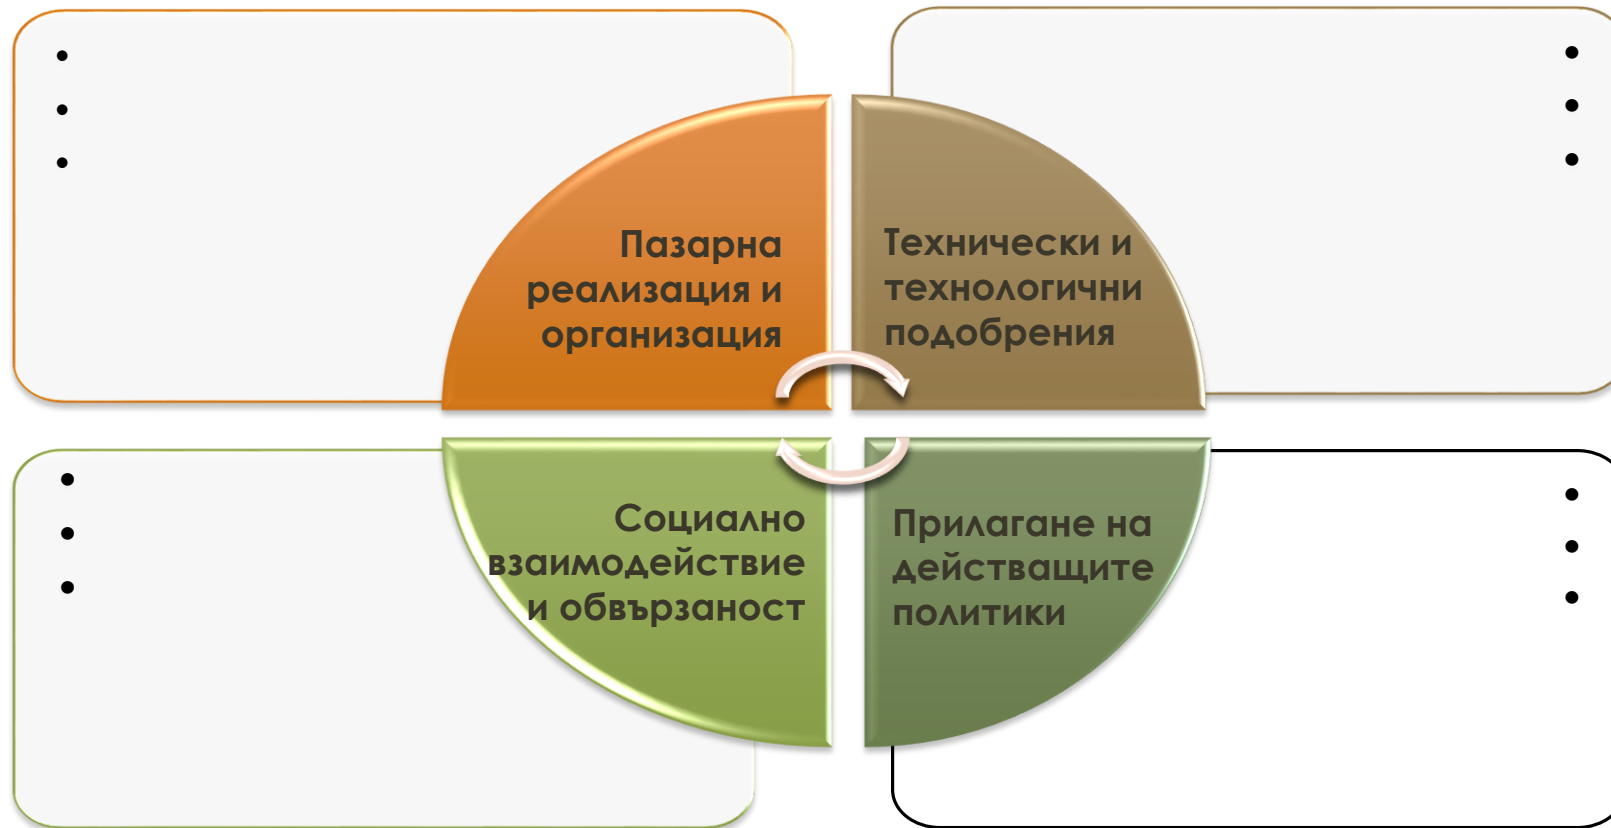 Пазарна
реализация и
организация
Технически и
технологични
подобрения
Социално
взаимодействие
и обвързаност
Прилагане на
действащите
политики